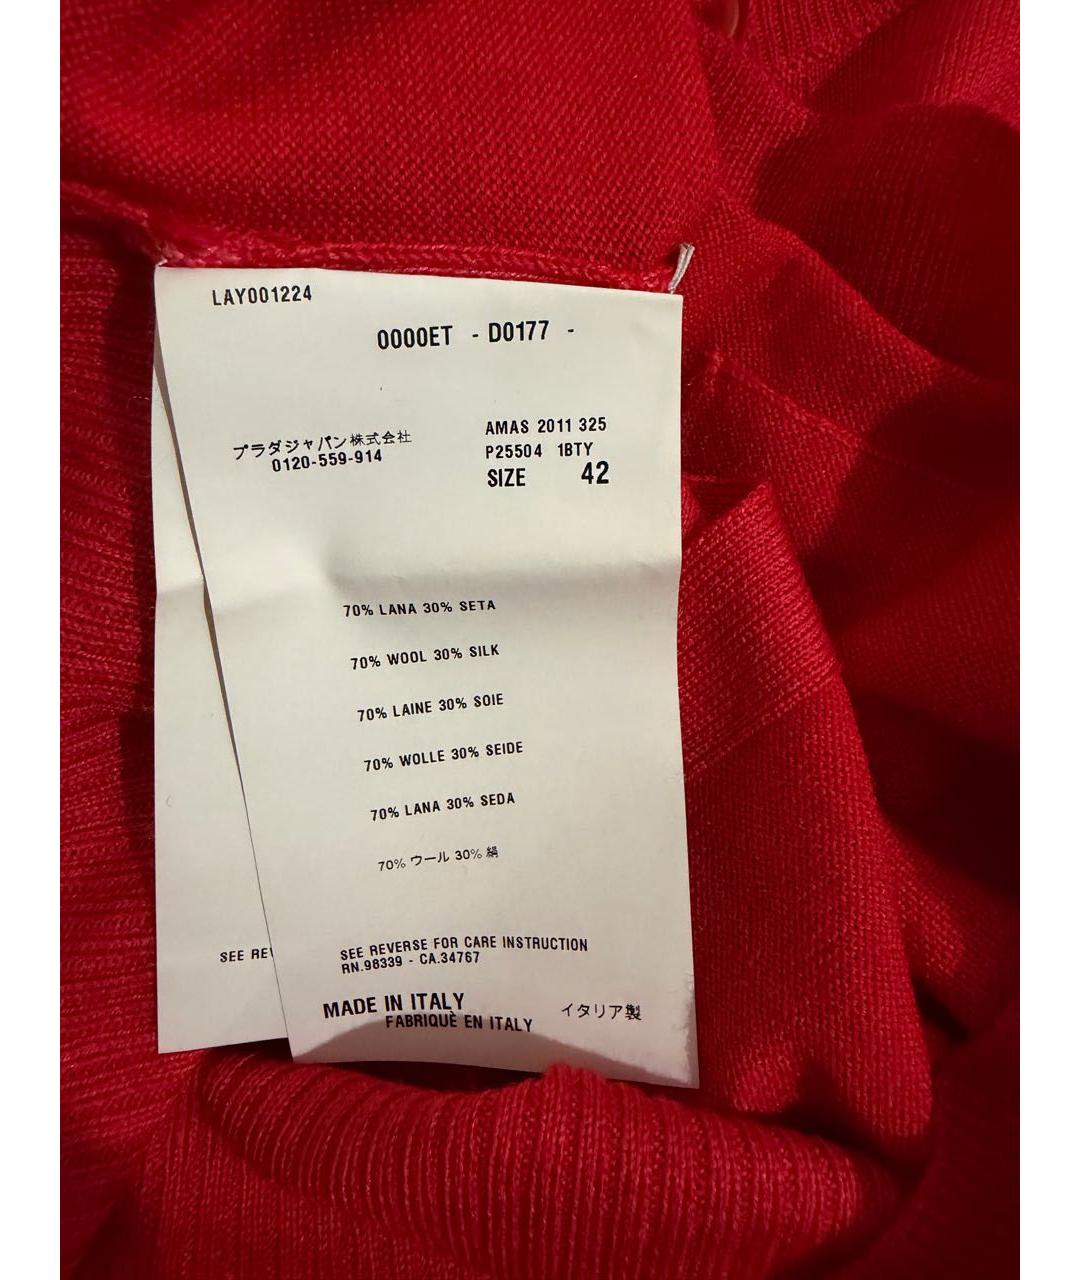 LAY001224
0000ET - D0177 -
プラダジャパン株式会社
0120-559-914
AMAS 2011 325
P25504 1BTY
SIZE 42
70% LANA 30% SETA
70% WOOL 30% SILK
70% LAINE 30% SOIE
70% WOLLE 30% SEIDE
70% LANA 30% SEDA
70% ウール 30% 絹
SEE REV
SEE REVERSE FOR CARE INSTRUCTION
RN.98339 - CA.34767
MADE IN ITALY
FABRIQUÈ EN ITALY
イタリア製